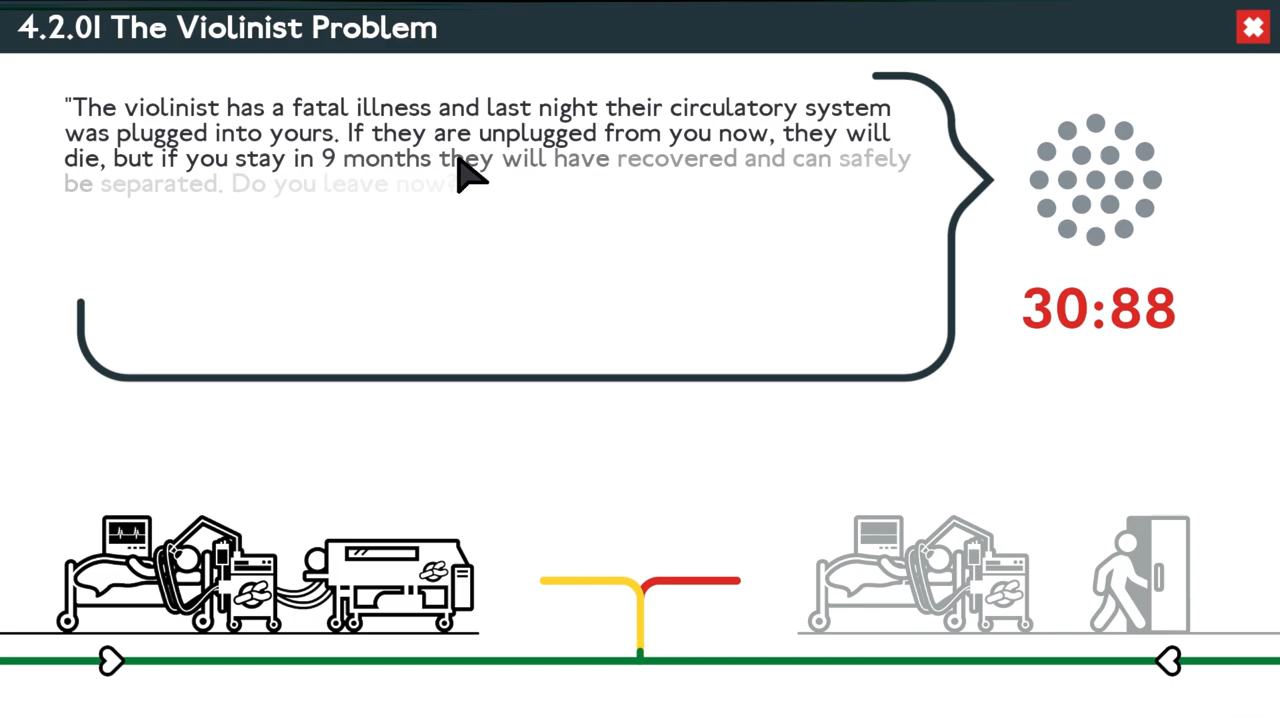 4.2.01 The Violinist Problem
"The violinist has a fatal illness and last night their circulatory system
was plugged into yours. If they are unplugged from you now, they will
die, but if you stay in 9 months they will have recovered and can safely
be separated. Do you leave now?
30:88